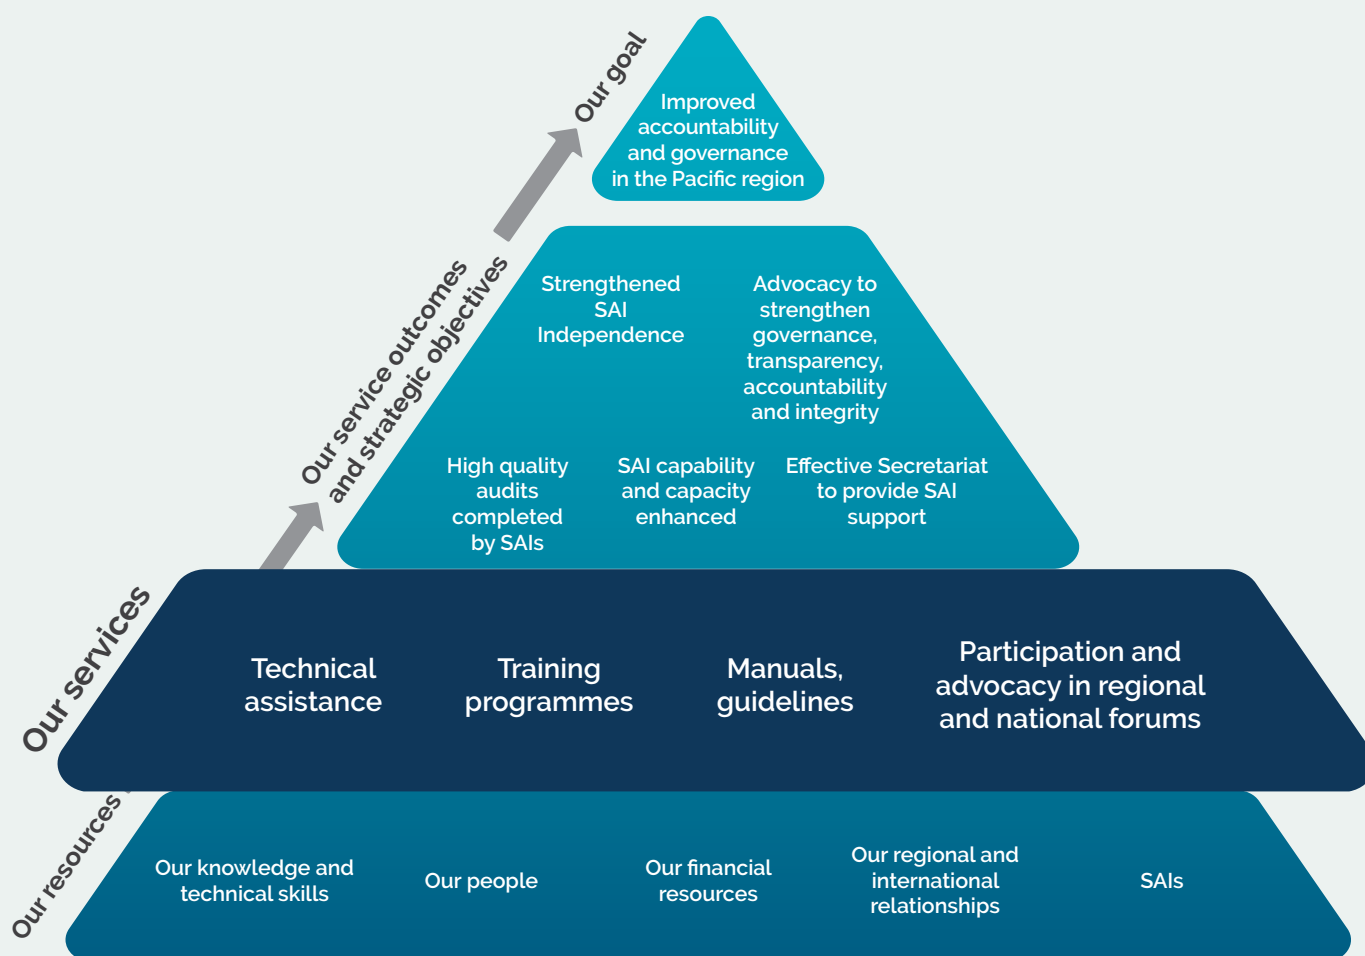 Our goal
Improved
accountability
and governance
in the Pacific region
Our service outcomes
and strategic objectives
Strengthened
SAI
Independence
Advocacy to
strengthen
governance,
transparency,
accountability
and integrity
High quality
audits
completed
by SAIs
SAI capability
and capacity
enhanced
Effective Secretariat
to provide SAI
support
Our services
Technical
assistance
Training
programmes
Manuals,
guidelines
Participation and
advocacy in regional
and national forums
Our resources
Our knowledge and
technical skills
Our people
Our financial
resources
Our regional and
international
relationships
SAIs